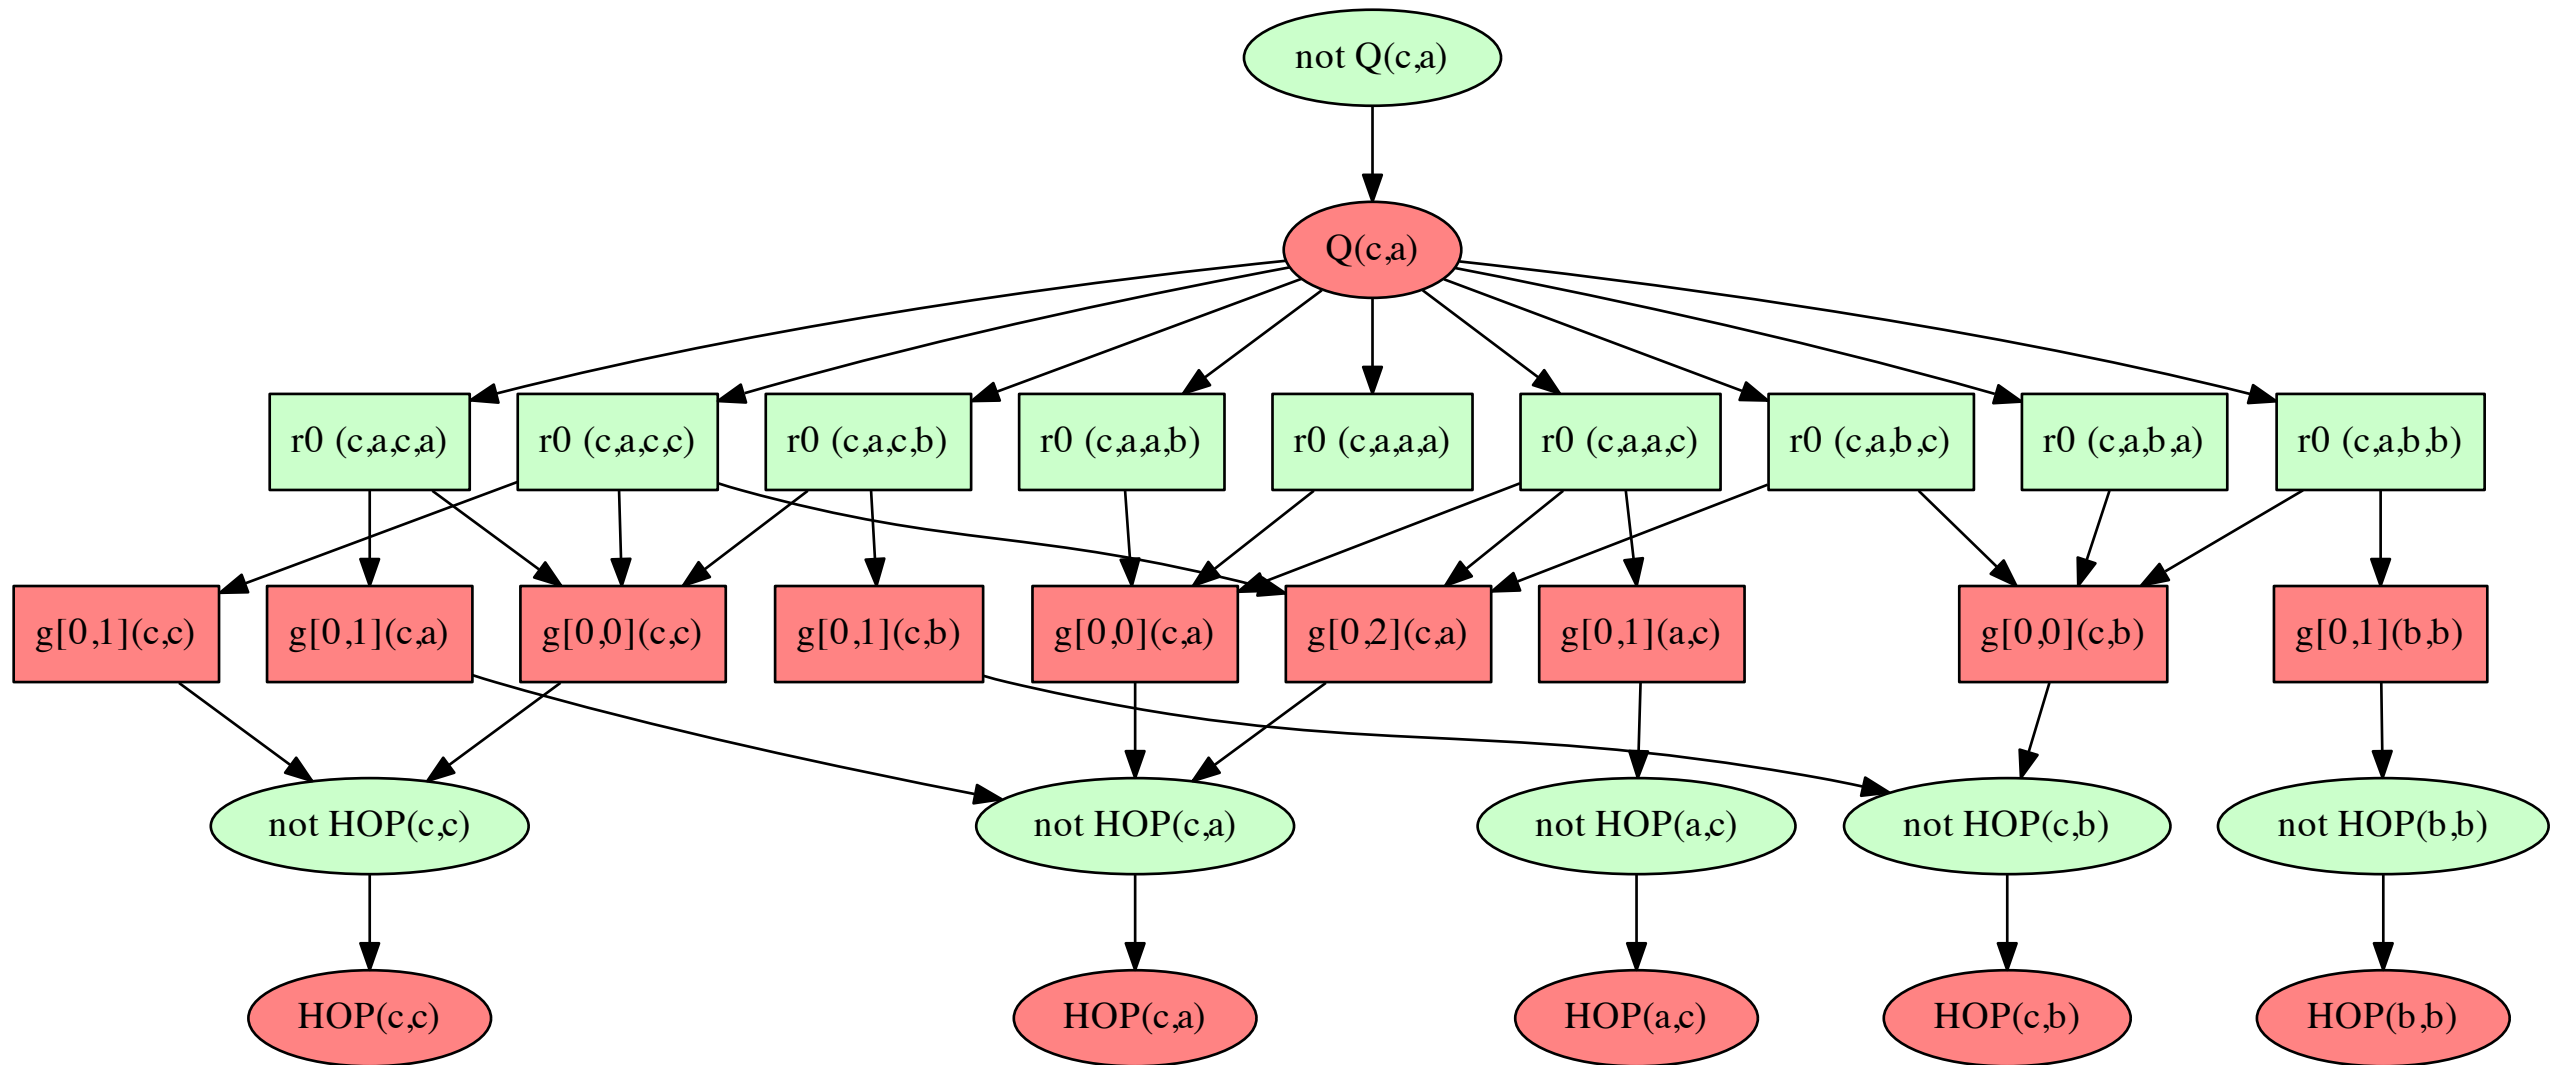 not Q(c,a)
Q(c,a)
r0 (c,a,c,a)
r0 (c,a,c,c)
r0 (c,a,c,b)
r0 (c,a,a,b)
r0 (c,a,a,a)
r0 (c,a,a,c)
r0 (c,a,b,c)
r0 (c,a,b,a)
r0 (c,a,b,b)
g[0,1](c,c)
g[0,1](c,a)
g[0,0](c,c)
g[0,1](c,b)
g[0,0](c,a)
g[0,2](c,a)
g[0,1](a,c)
g[0,0](c,b)
g[0,1](b,b)
not HOP(c,c)
not HOP(c,a)
not HOP(a,c)
not HOP(c,b)
not HOP(b,b)
HOP(c,c)
HOP(c,a)
HOP(a,c)
HOP(c,b)
HOP(b,b)